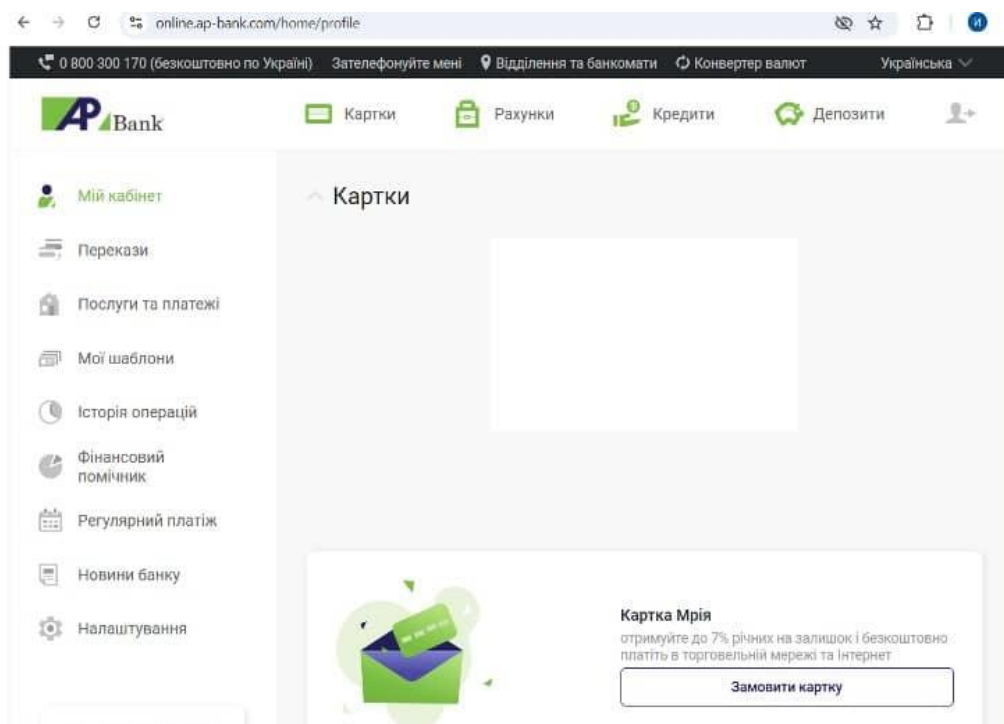 online.ap-bank.com/home/profile
И
0 800 300 170 (безкоштовно по Україні) Зателефонуйте мені Відділення та банкомати Конвертер валют Українська
AP Bank
Картки Рахунки Кредити Депозити
Мій кабінет
Перекази
Послуги та платежі
Мої шаблони
Історія операцій
Фінансовий
помічник
Регулярний платіж
Новини банку
Налаштування
Картки
Картка Мрія
отримуйте до 7% річних на залишок і безкоштовно
платіть в торговельній мережі та Інтернет
Замовити картку